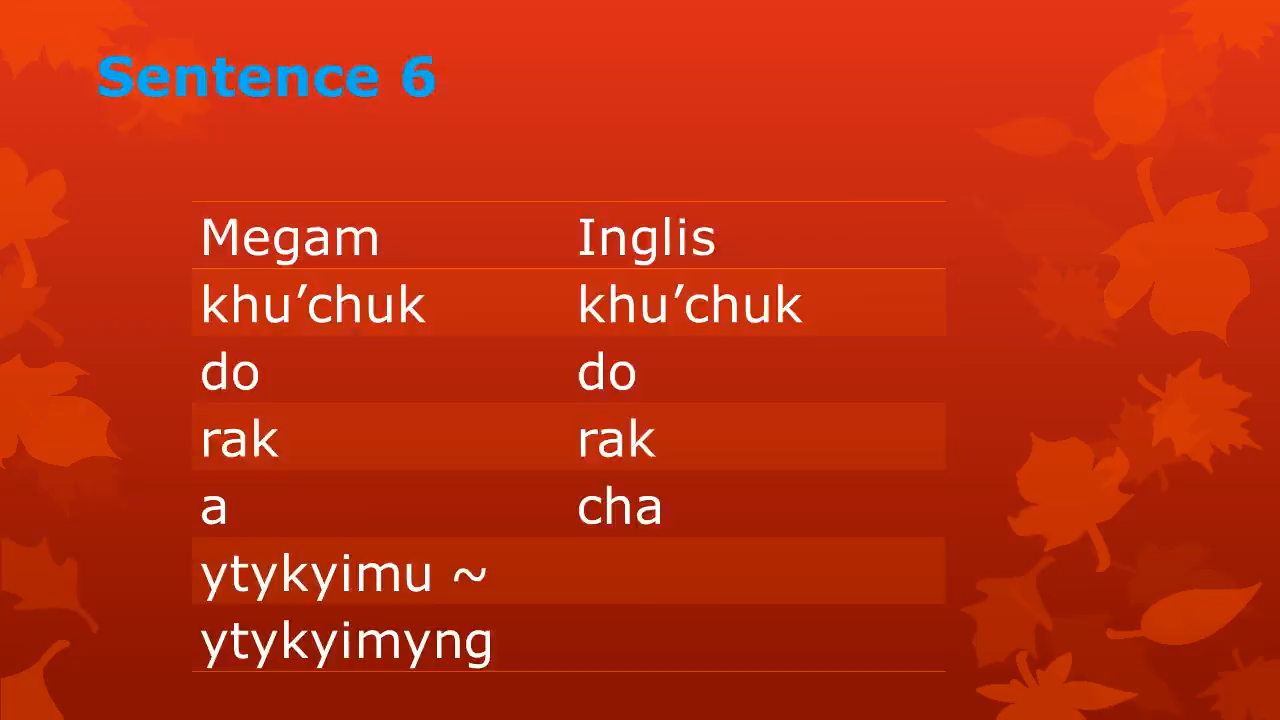 Sentence 6
Megam Inglis
khu’chuk khu’chuk
do do
rak rak
a cha
ytykyimu ~
ytykyimyng